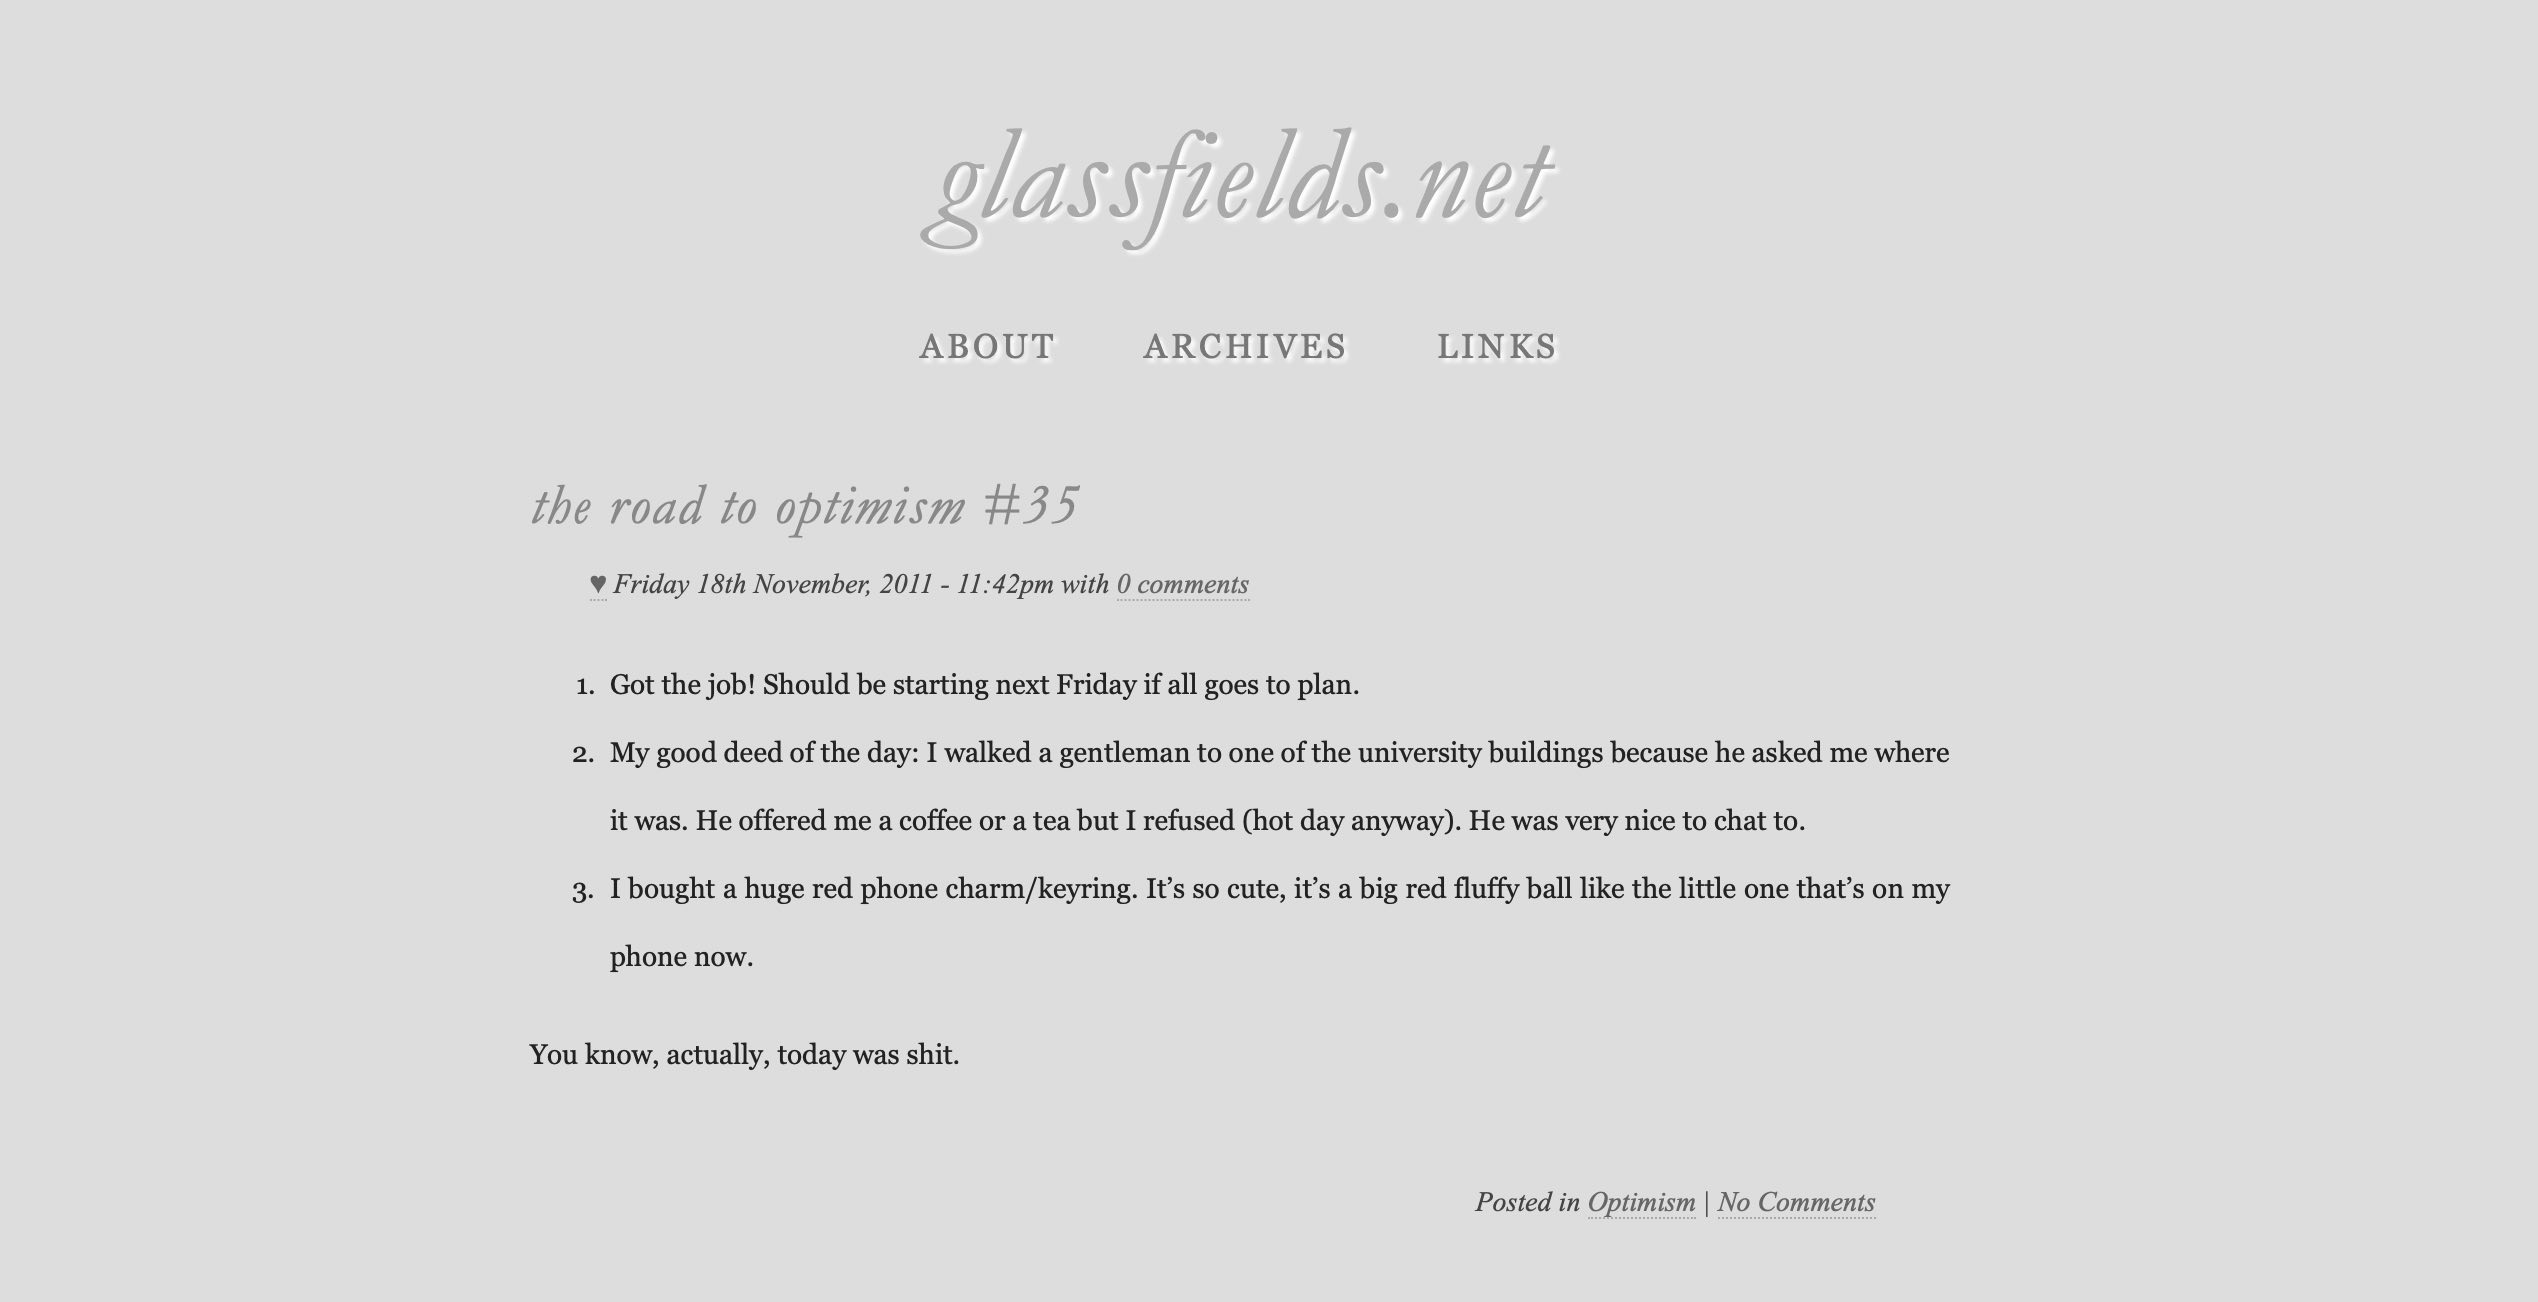 glassfields.net
ABOUT ARCHIVES LINKS
the road to optimism #35
♥ Friday 18th November, 2011 - 11:42pm with 0 comments
1. Got the job! Should be starting next Friday if all goes to plan.
2. My good deed of the day: I walked a gentleman to one of the university buildings because he asked me where
it was. He offered me a coffee or a tea but I refused (hot day anyway). He was very nice to chat to.
3. I bought a huge red phone charm/keyring. It’s so cute, it’s a big red fluffy ball like the little one that’s on my
phone now.
You know, actually, today was shit.
Posted in Optimism | No Comments